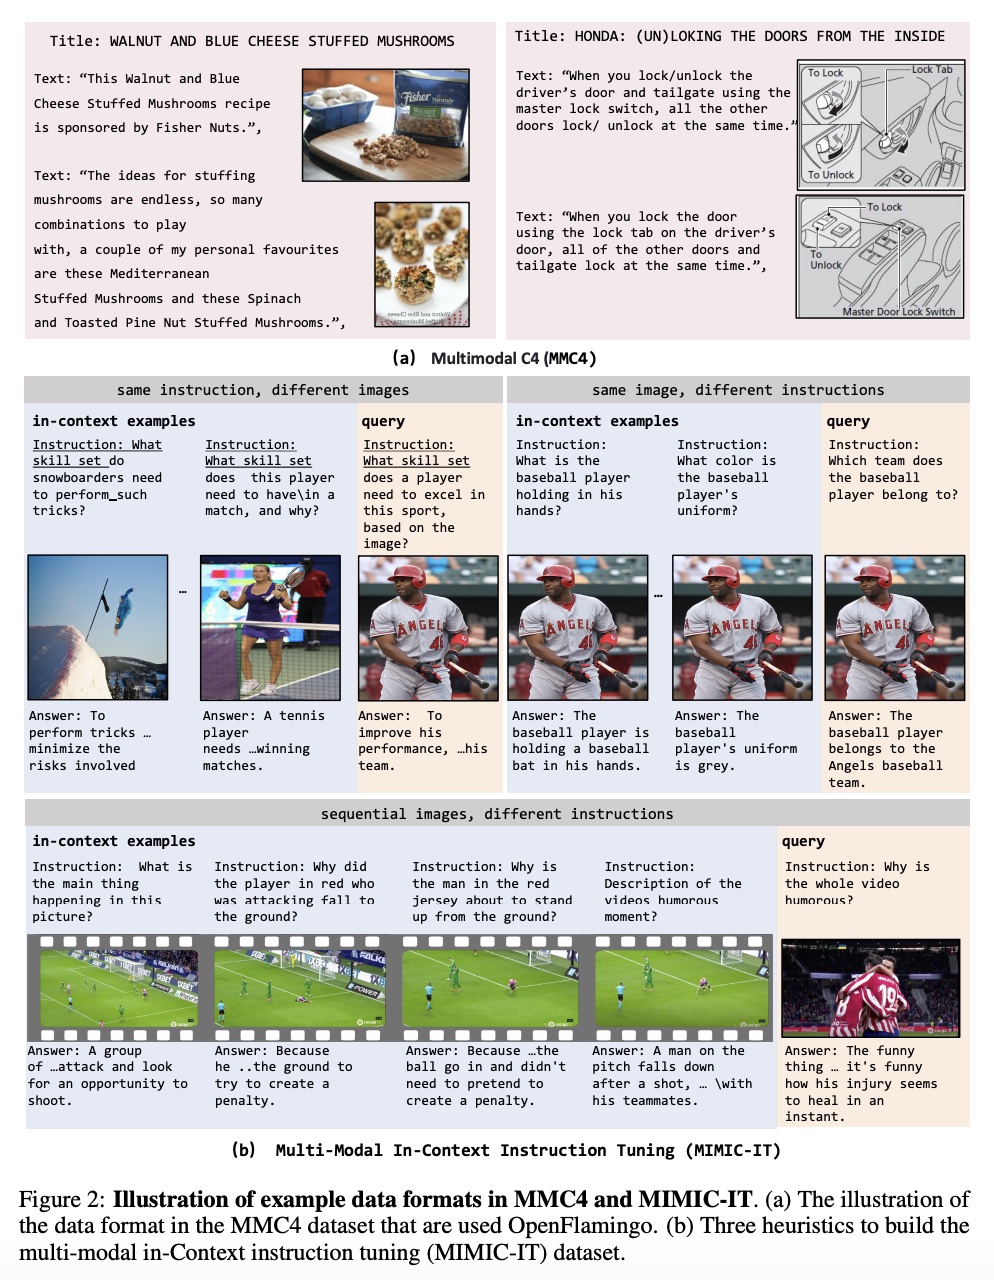 Title: WALNUT AND BLUE CHEESE STUFFED MUSHROOMS
Text: “This Walnut and Blue
Cheese Stuffed Mushrooms recipe
is sponsored by Fisher Nuts.”,
Fisher
Naturals
WALNUT
Text: “The ideas for stuffing
mushrooms are endless, so many
combinations to play
with, a couple of my personal favourites
are these Mediterranean
Stuffed Mushrooms and these Spinach
and Toasted Pine Nut Stuffed Mushrooms.”,
Walnut and Blue Cheese
Stuffed Mushrooms
Title: HONDA: (UN)LOKING THE DOORS FROM THE INSIDE
Text: “When you lock/unlock the
driver’s door and tailgate using the
master lock switch, all the other
doors lock/ unlock at the same time.”
To Lock
Lock Tab
To Unlock
Text: “When you lock the door
using the lock tab on the driver’s
door, all of the other doors and
tailgate lock at the same time.”,
To Lock
To
Unlock
Master Door Lock Switch
(a) Multimodal C4 (MMC4)
same instruction, different images
in-context examples
query
Instruction: What
skill set do
snowboarders need
to perform_such
tricks?
Instruction:
What skill set
does this player
need to have\in a
match, and why?
Instruction:
What skill set
does a player
need to excel in
this sport,
based on the
image?
…
ANGEL
Answer: To
perform tricks …
minimize the
risks involved
Answer: A tennis
player
needs …winning
matches.
Answer: To
improve his
performance, …his
team.
same image, different instructions
in-context examples
query
Instruction:
What is the
baseball player
holding in his
hands?
Instruction:
What color is
the baseball
player's
uniform?
Instruction:
Which team does
the baseball
player belong to?
ANGEL
…
ANGEL
ANGEL
Answer: The
baseball player is
holding a baseball
bat in his hands.
Answer: The
baseball
player's uniform
is grey.
Answer: The
baseball player
belongs to the
Angels baseball
team.
sequential images, different instructions
in-context examples
query
Instruction: What is
the main thing
happening in this
picture?
Instruction: Why did
the player in red who
was attacking fall to
the ground?
Instruction: Why is
the man in the red
jersey about to stand
up from the ground?
Instruction:
Description of the
videos humorous
moment?
Instruction: Why is
the whole video
humorous?
1XBET
POWER
8
19
Answer: A group
of …attack and look
for an opportunity to
shoot.
Answer: Because
he ..the ground to
try to create a
penalty.
Answer: Because …the
ball go in and didn't
need to pretend to
create a penalty.
Answer: A man on the
pitch falls down
after a shot, … \with
his teammates.
Answer: The funny
thing … it's funny
how his injury seems
to heal in an
instant.
(b) Multi-Modal In-Context Instruction Tuning (MIMIC-IT)
Figure 2: Illustration of example data formats in MMC4 and MIMIC-IT. (a) The illustration of
the data format in the MMC4 dataset that are used OpenFlamingo. (b) Three heuristics to build the
multi-modal in-Context instruction tuning (MIMIC-IT) dataset.